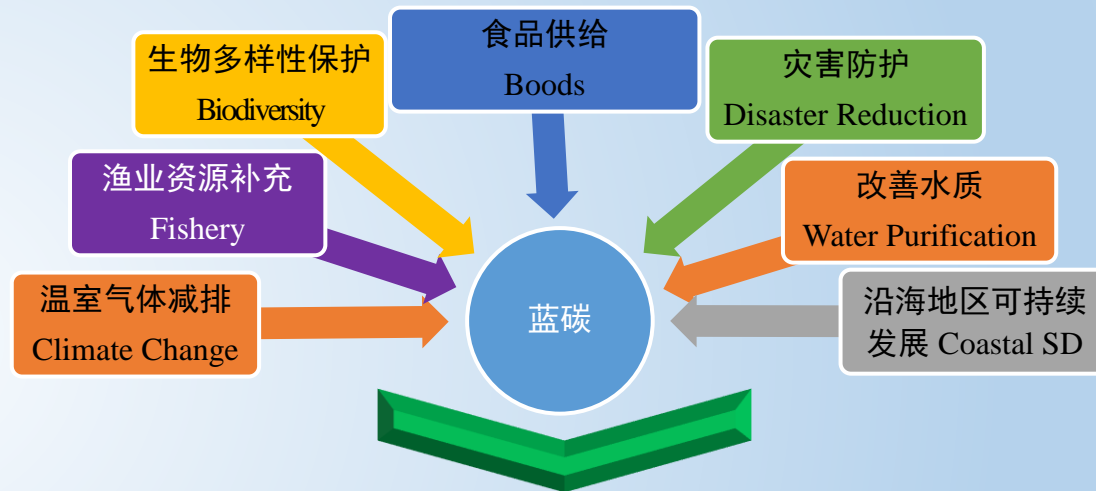 食品供给
Boods
生物多样性保护
Biodiversity
灾害防护
Disaster Reduction
渔业资源补充
Fishery
改善水质
Water Purification
温室气体减排
Climate Change
蓝碳
沿海地区可持续
发展 Coastal SD